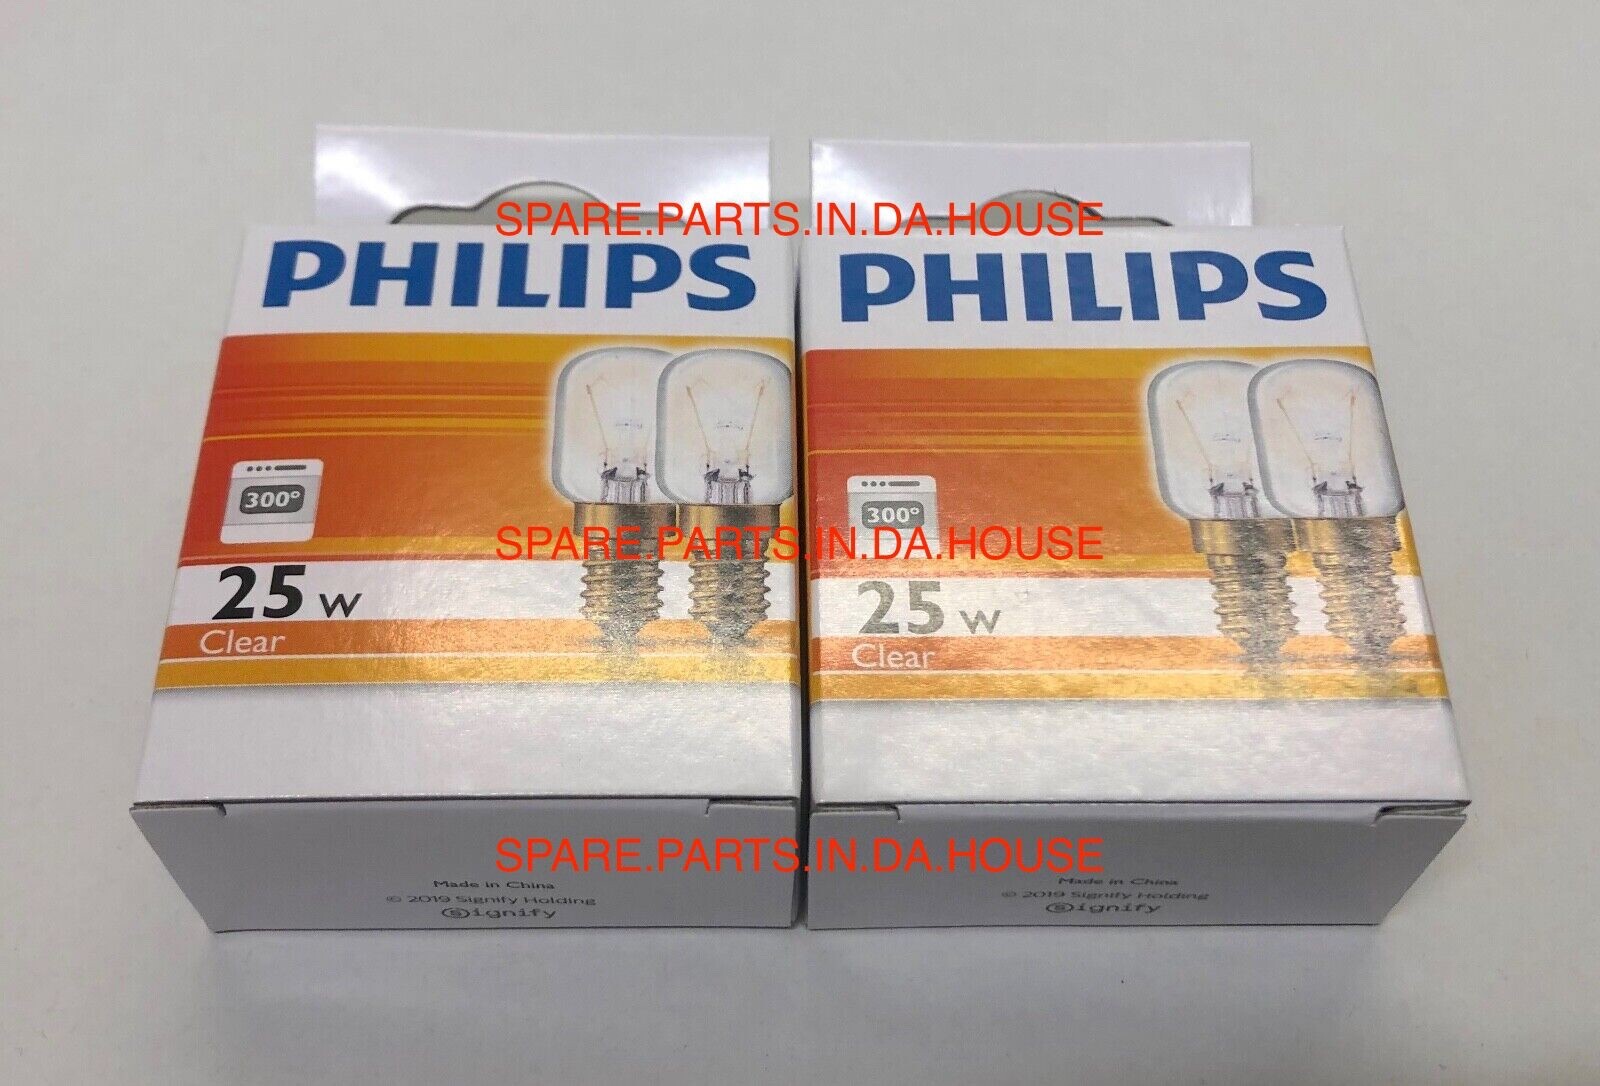 SPARE.PARTS.IN.DA.HOUSE
PHILIPS
300°
25 W
Clear
Made in China
© 2019 Signify Holding
Signify
PHILIPS
300°
25 W
Clear
Made in China
© 2019 Signify Holding
Signify
SPARE.PARTS.IN.DA.HOUSE
SPARE.PARTS.IN.DA.HOUSE